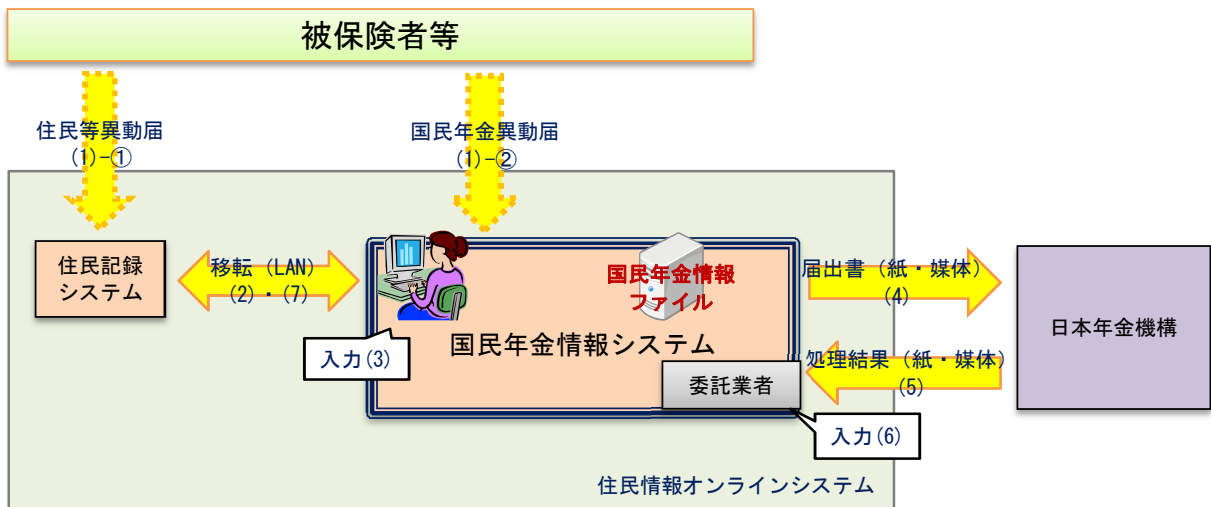 被保険者等
住民等異動届
(1)-①
国民年金異動届
(1)-②
住民記録
システム
移転（LAN）
(2)・(7)
国民年金情報
ファイル
国民年金情報システム
入力(3)
委託業者
入力(6)
届出書（紙・媒体）
(4)
処理結果（紙・媒体）
(5)
日本年金機構
住民情報オンラインシステム